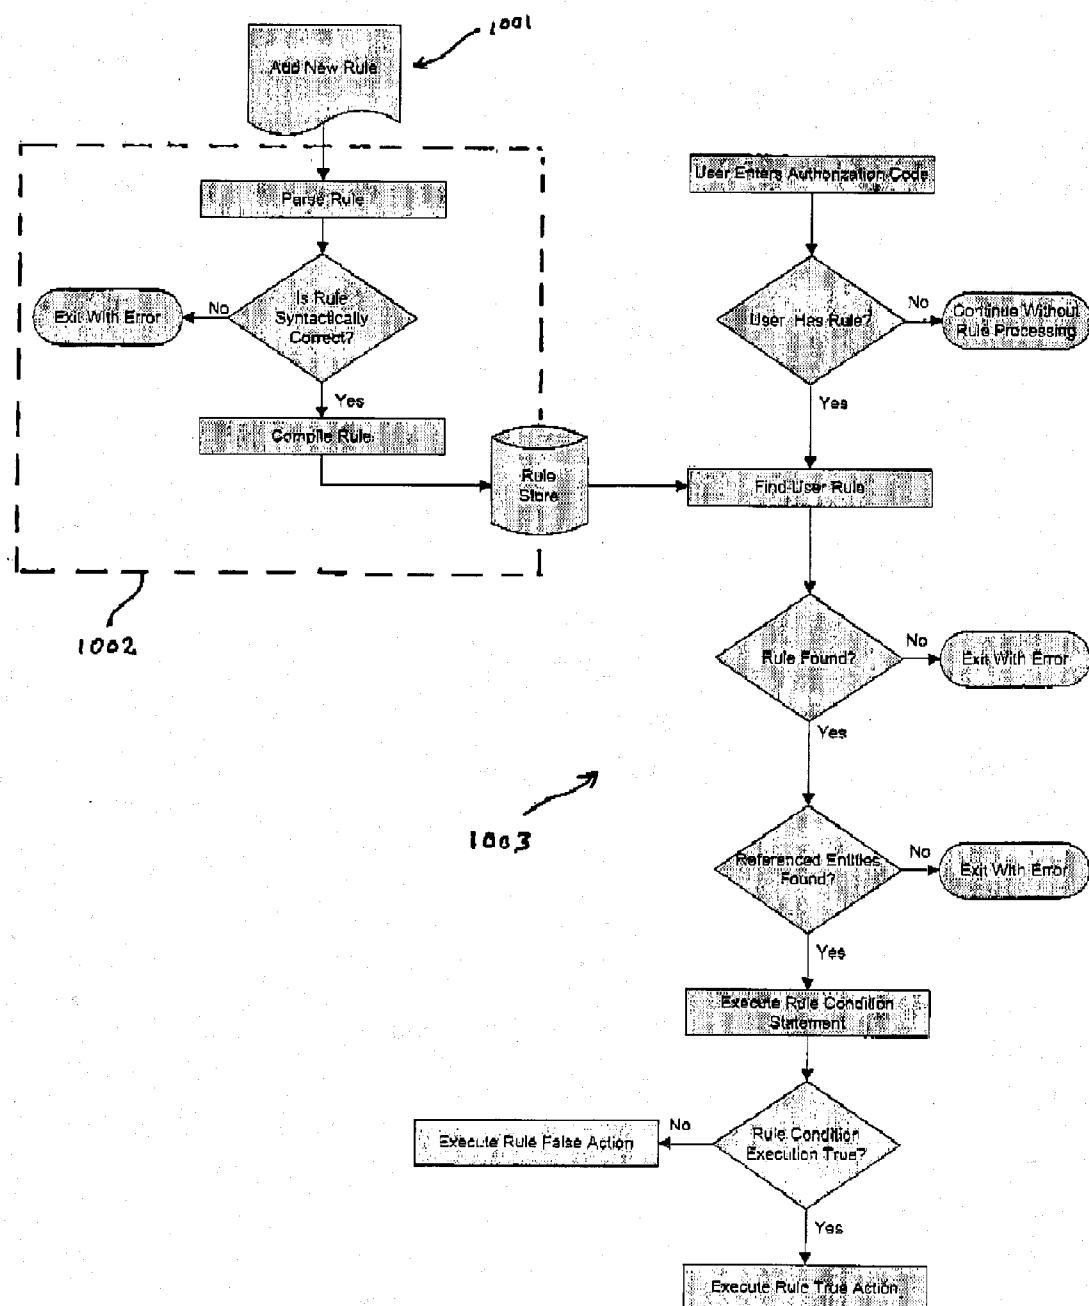 1001
Add New Rule
Parse Rule
Is Rule
Syntactically
Correct?
No
Exit With Error
Yes
Compile Rule
Rule
Store
1002
User Enters Authorization Code
User Has Rule?
No
Continue Without
Rule Processing
Yes
Find User Rule
Rule Found?
No
Exit With Error
Yes
1003
Referenced Entities
Found?
No
Exit With Error
Yes
Execute Rule Condition
Statement
Rule Condition
Execution True?
No
Execute Rule False Action
Yes
Execute Rule True Action